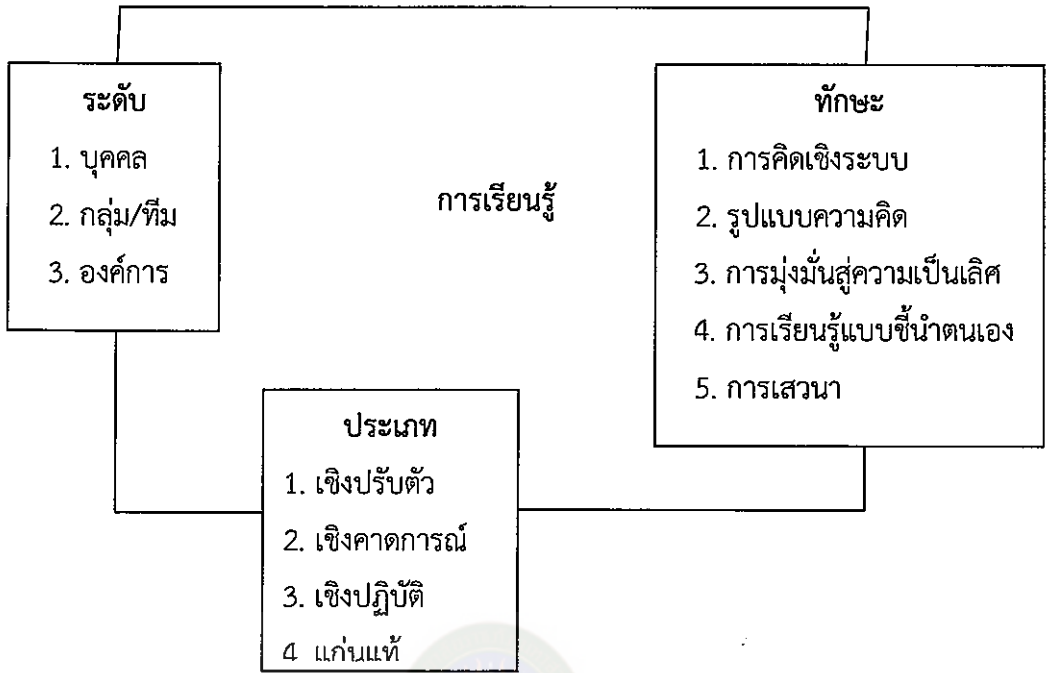 ระดับ
1. บุคคล
2. กลุ่ม/ทีม
3. องค์การ
การเรียนรู้
ทักษะ
1. การคิดเชิงระบบ
2. รูปแบบความคิด
3. การมุ่งมั่นสู่ความเป็นเลิศ
4. การเรียนรู้แบบชี้นำตนเอง
5. การเสวนา
ประเภท
1. เชิงปรับตัว
2. เชิงคาดการณ์
3. เชิงปฏิบัติ
4 แก่นแท้